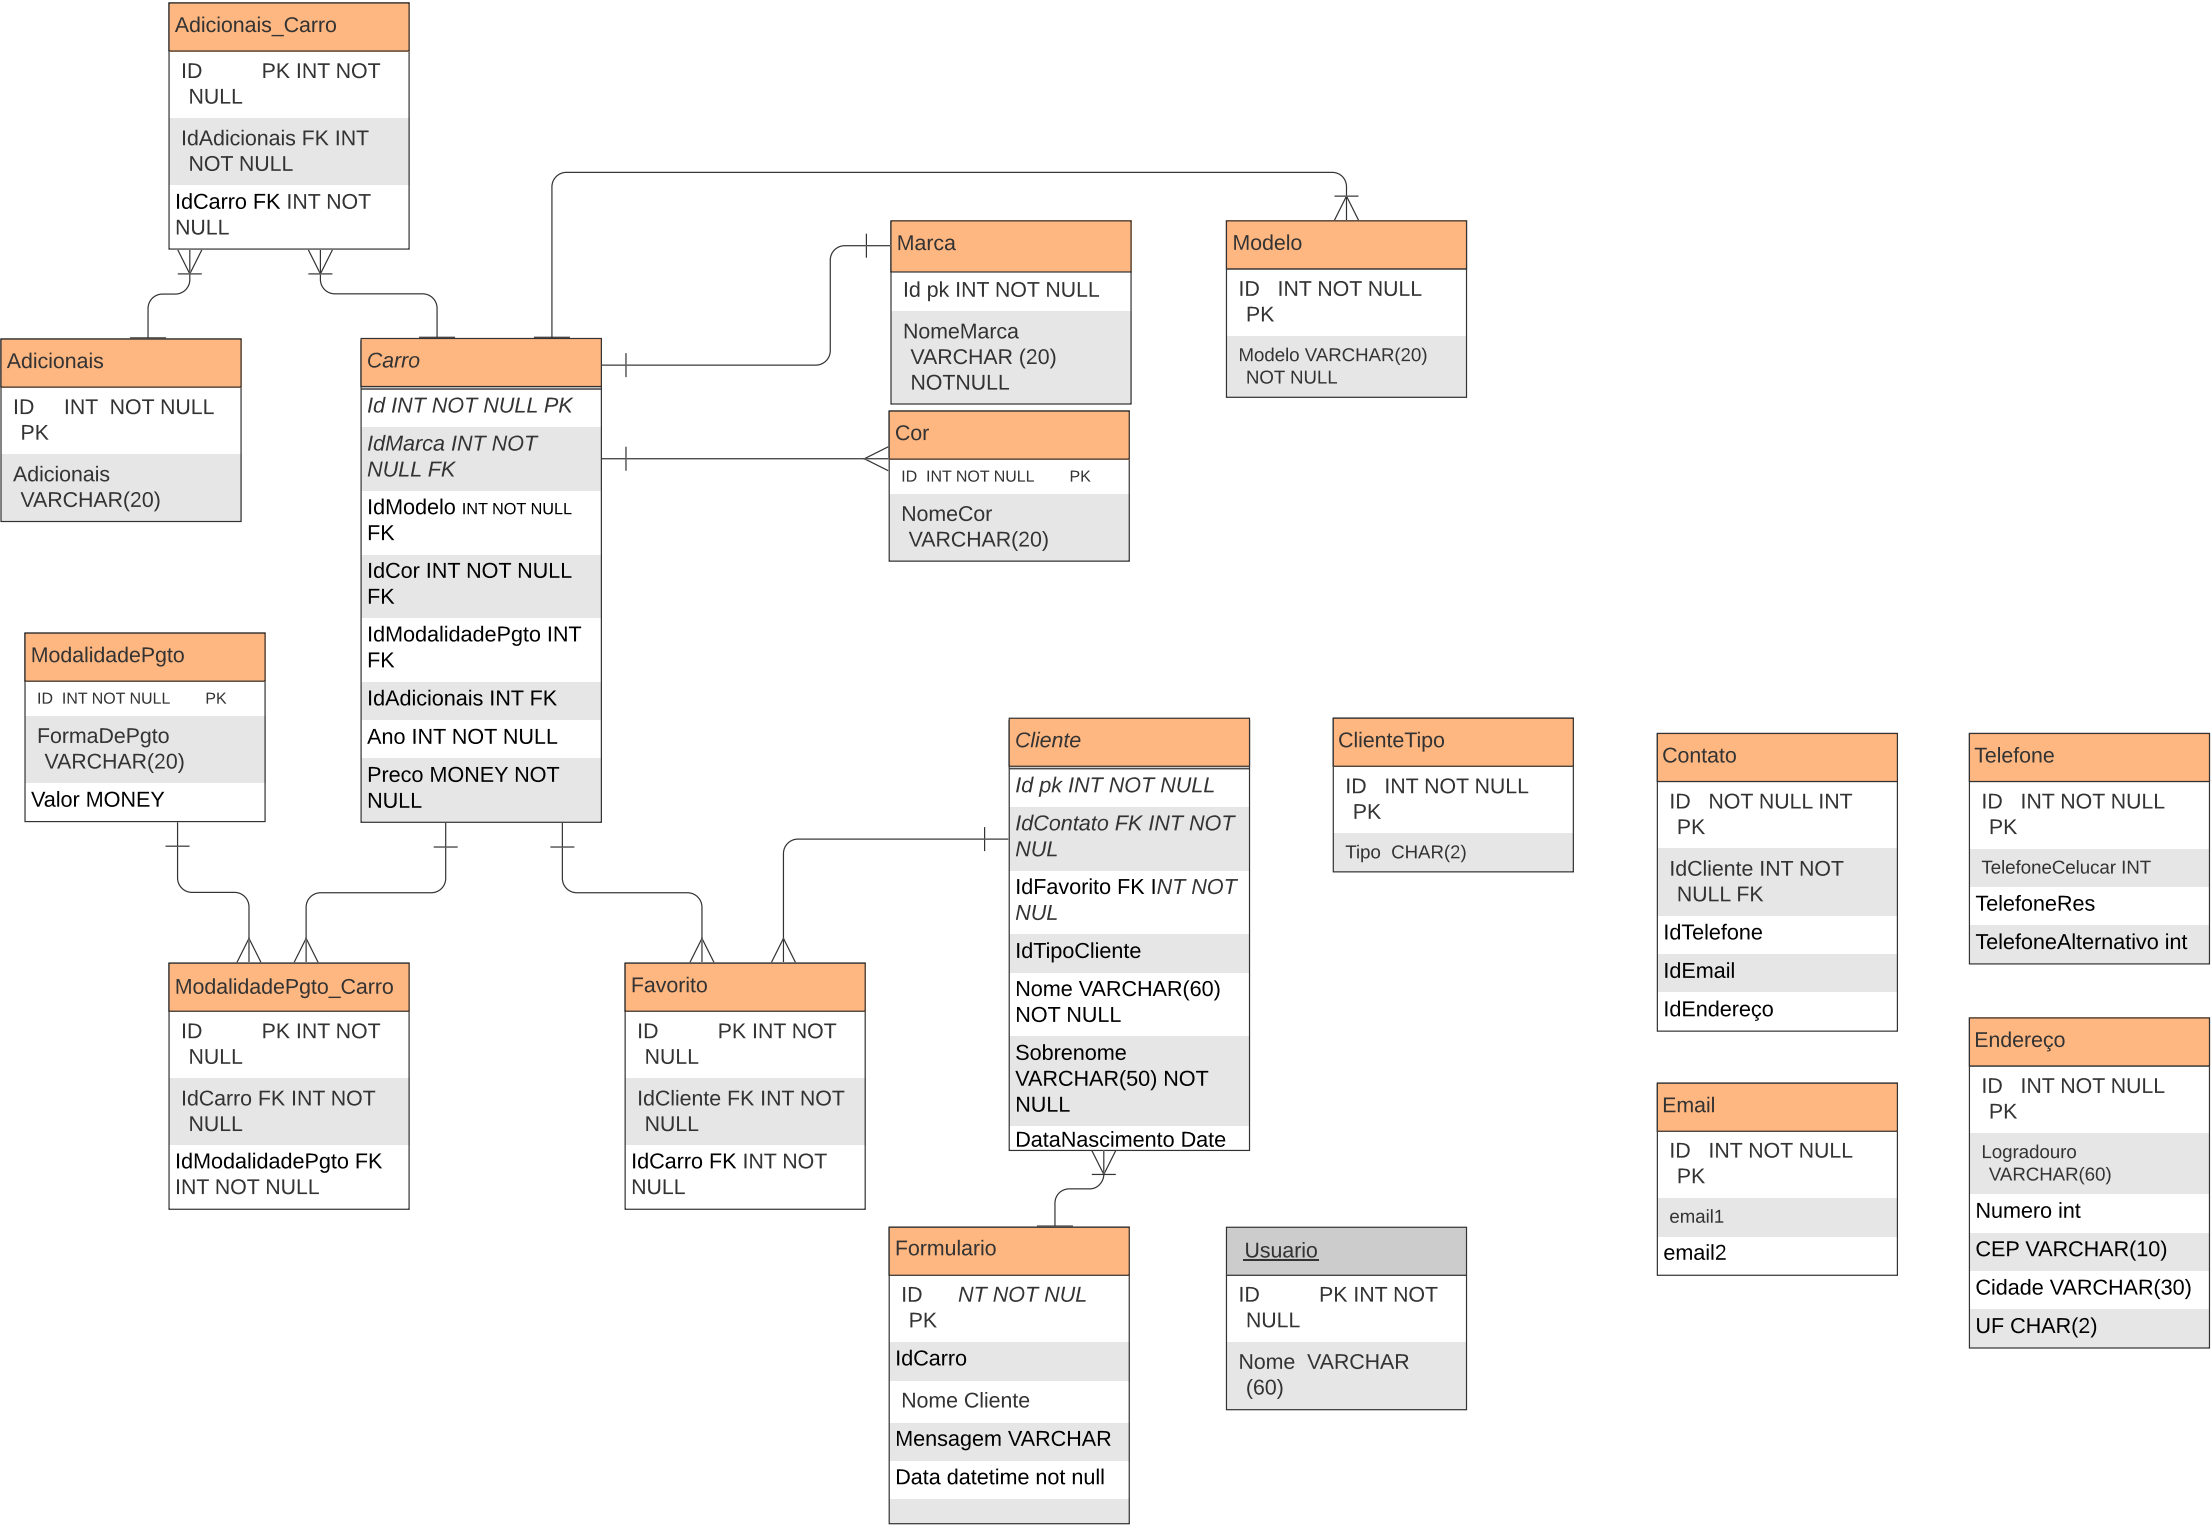 Adicionais_Carro
ID PK INT NOT
NULL
IdAdicionais FK INT
NOT NULL
IdCarro FK INT NOT
NULL
Adicionais
ID INT NOT NULL
PK
Adicionais
VARCHAR(20)
Carro
Id INT NOT NULL PK
IdMarca INT NOT
NULL FK
IdModelo INT NOT NULL
FK
IdCor INT NOT NULL
FK
IdModalidadePgto INT
FK
IdAdicionais INT FK
Ano INT NOT NULL
Preco MONEY NOT
NULL
Marca
Id pk INT NOT NULL
NomeMarca
VARCHAR (20)
NOTNULL
Modelo
ID INT NOT NULL
PK
Modelo VARCHAR(20)
NOT NULL
Cor
ID INT NOT NULL PK
NomeCor
VARCHAR(20)
ModalidadePgto
ID INT NOT NULL PK
FormaDePgto
VARCHAR(20)
Valor MONEY
ModalidadePgto_Carro
ID PK INT NOT
NULL
IdCarro FK INT NOT
NULL
IdModalidadePgto FK
INT NOT NULL
Favorito
ID PK INT NOT
NULL
IdCliente FK INT NOT
NULL
IdCarro FK INT NOT
NULL
Cliente
Id pk INT NOT NULL
IdContato FK INT NOT
NUL
IdFavorito FK INT NOT
NUL
IdTipoCliente
Nome VARCHAR(60)
NOT NULL
Sobrenome
VARCHAR(50) NOT
NULL
DataNascimento Date
ClienteTipo
ID INT NOT NULL
PK
Tipo CHAR(2)
Contato
ID NOT NULL INT
PK
IdCliente INT NOT
NULL FK
IdTelefone
IdEmail
IdEndereço
Telefone
ID INT NOT NULL
PK
TelefoneCelucar INT
TelefoneRes
TelefoneAlternativo int
Email
ID INT NOT NULL
PK
email1
email2
Endereço
ID INT NOT NULL
PK
Logradouro
VARCHAR(60)
Numero int
CEP VARCHAR(10)
Cidade VARCHAR(30)
UF CHAR(2)
Formulario
ID NT NOT NUL
PK
IdCarro
Nome Cliente
Mensagem VARCHAR
Data datetime not null
Usuario
ID PK INT NOT
NULL
Nome VARCHAR
(60)